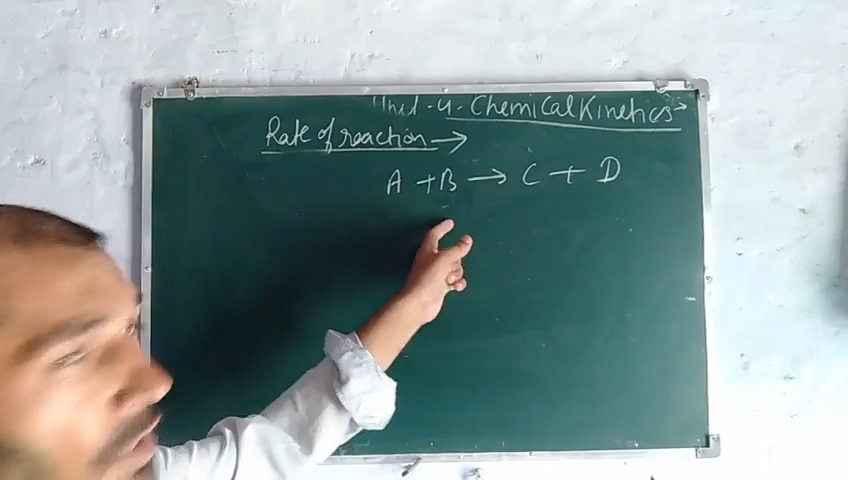 Unit-4-Chemical Kinetics→
Rate of reaction→
A + B → C + D